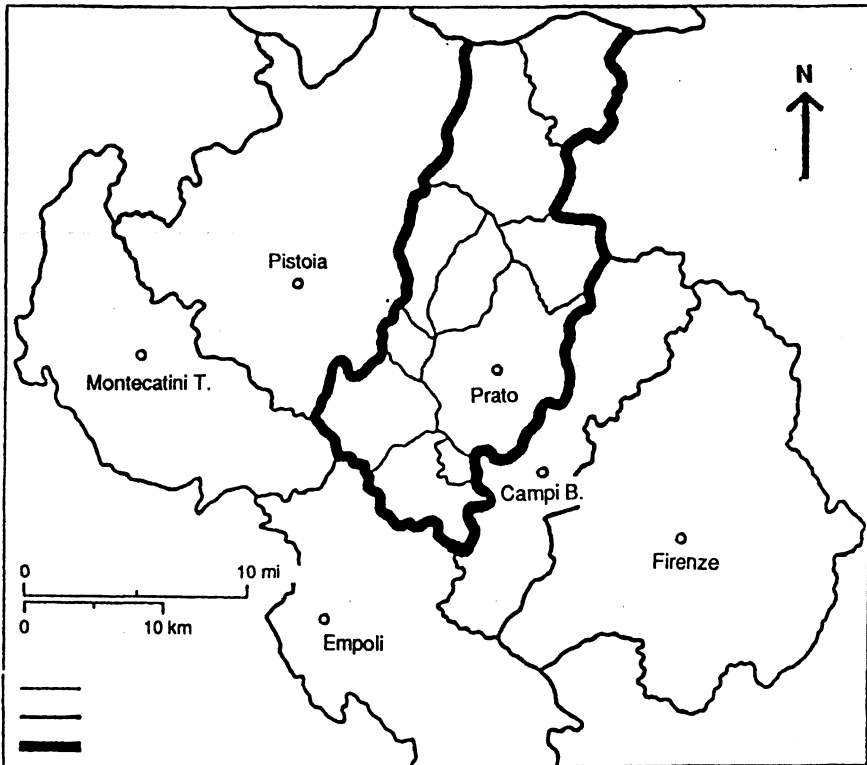 N
Pistoia
Montecatini T.
Prato
Campi B.
Firenze
0 10 mi
0 10 km
Empoli